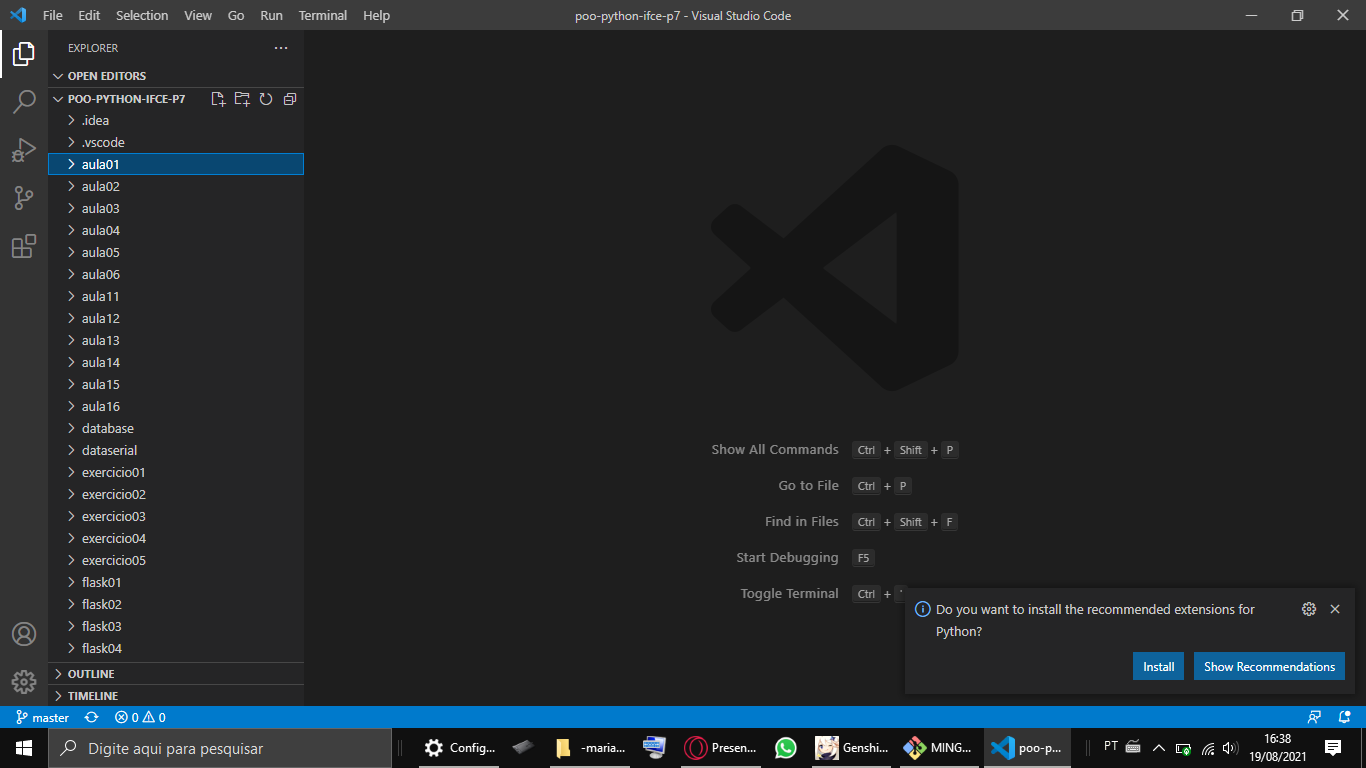 File Edit Selection View Go Run Terminal Help
poo-python-ifce-p7 - Visual Studio Code
EXPLORER
OPEN EDITORS
POO-PYTHON-IFCE-P7
.idea
.vscode
aula01
aula02
aula03
aula04
aula05
aula06
aula11
aula12
aula13
aula14
aula15
aula16
database
dataserial
exercicio01
exercicio02
exercicio03
exercicio04
exercicio05
flask01
flask02
flask03
flask04
OUTLINE
TIMELINE
Show All Commands Ctrl + Shift + P
Go to File Ctrl + P
Find in Files Ctrl + Shift + F
Start Debugging F5
Toggle Terminal Ctrl +
Do you want to install the recommended extensions for
Python?
Install Show Recommendations
master 0 0
Digite aqui para pesquisar
Config...
-maria...
Presen...
Genshi...
MING...
poo-p...
PT
16:38
19/08/2021